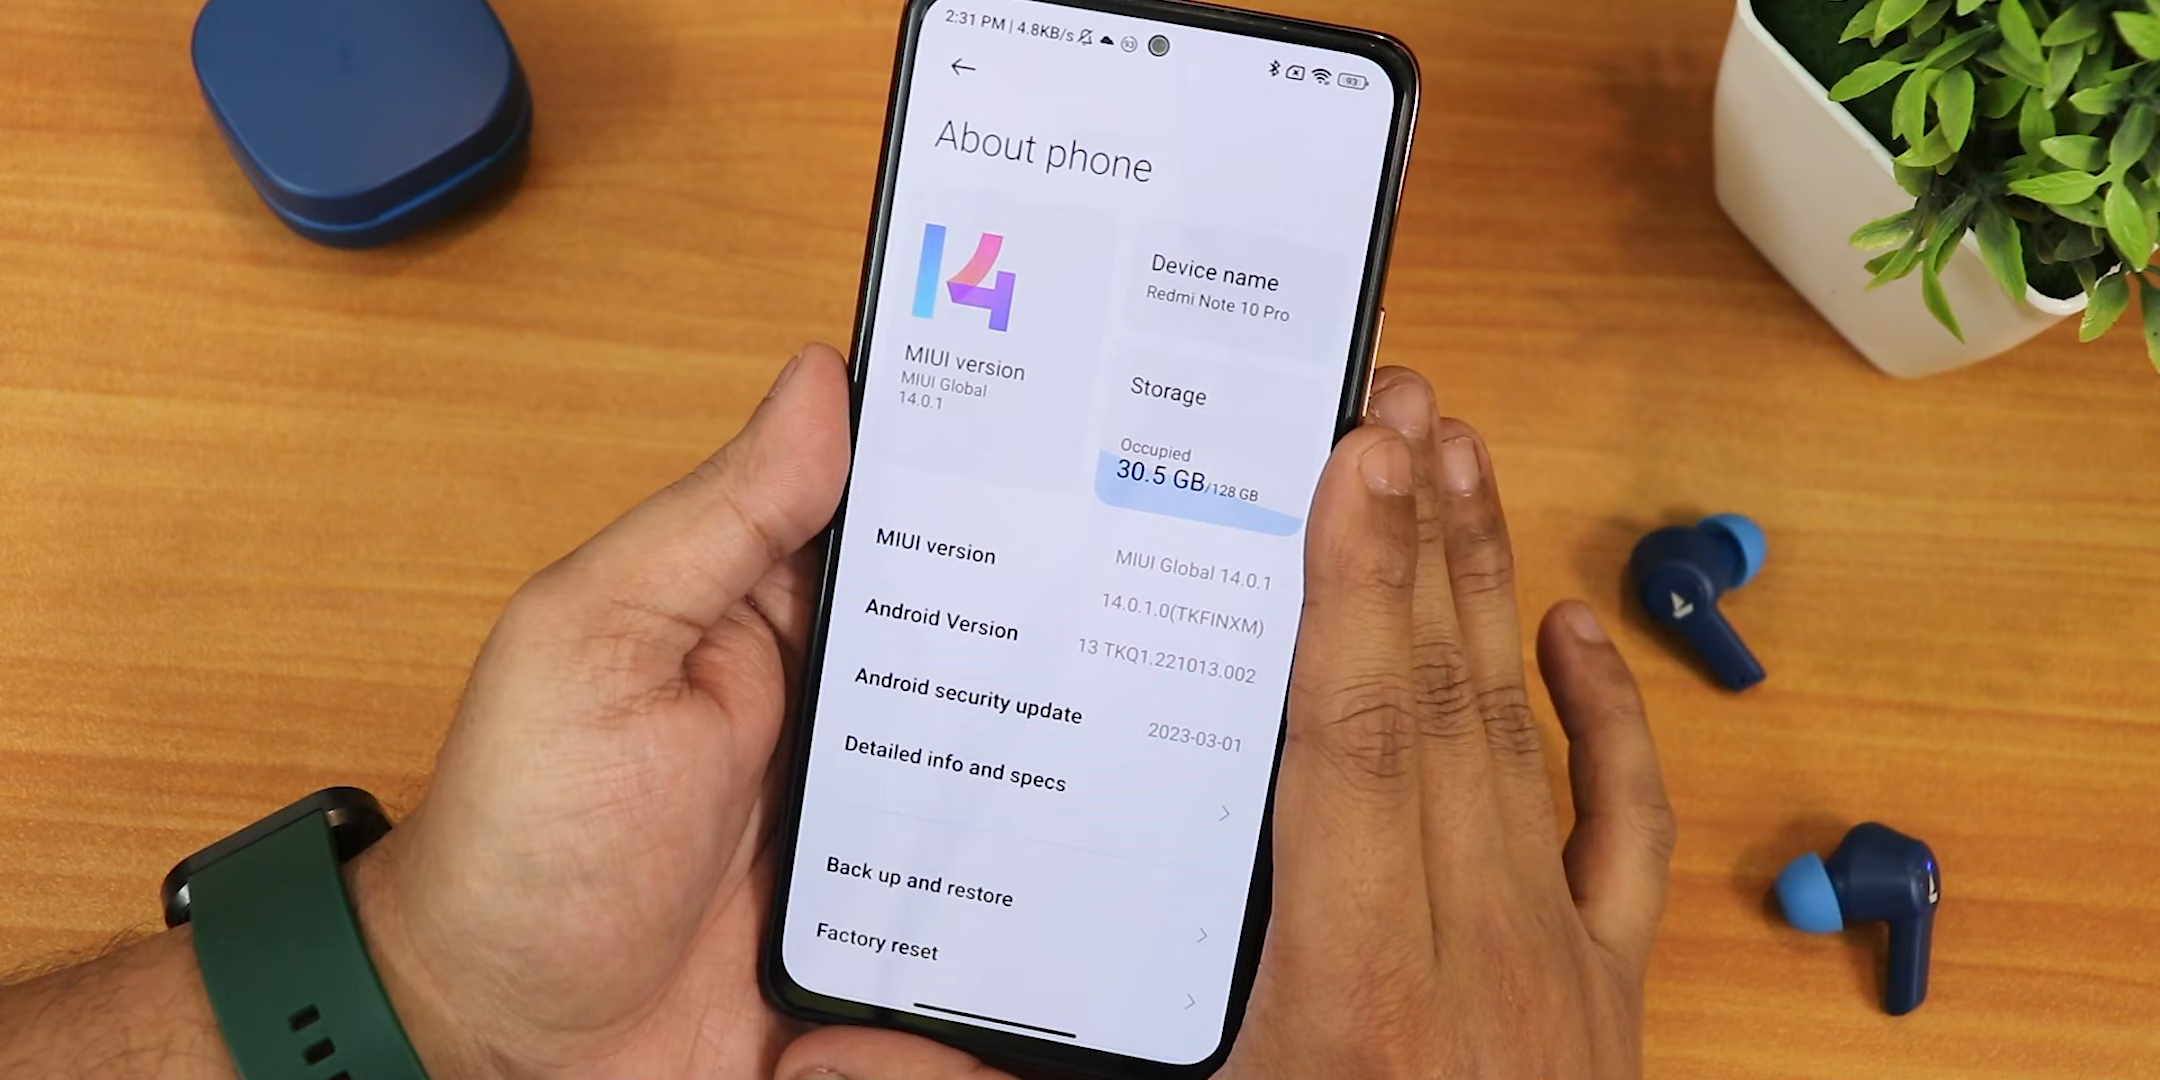 2:31 PM | 4.8KB/s 93
93
About phone
14
MIUI version
MIUI Global
14.0.1
Device name
Redmi Note 10 Pro
Storage
Occupied
30.5 GB/128 GB
MIUI version
MIUI Global 14.0.1
14.0.1.0(TKFINXM)
Android Version
13 TKQ1.221013.002
Android security update
2023-03-01
Detailed info and specs
Back up and restore
Factory reset